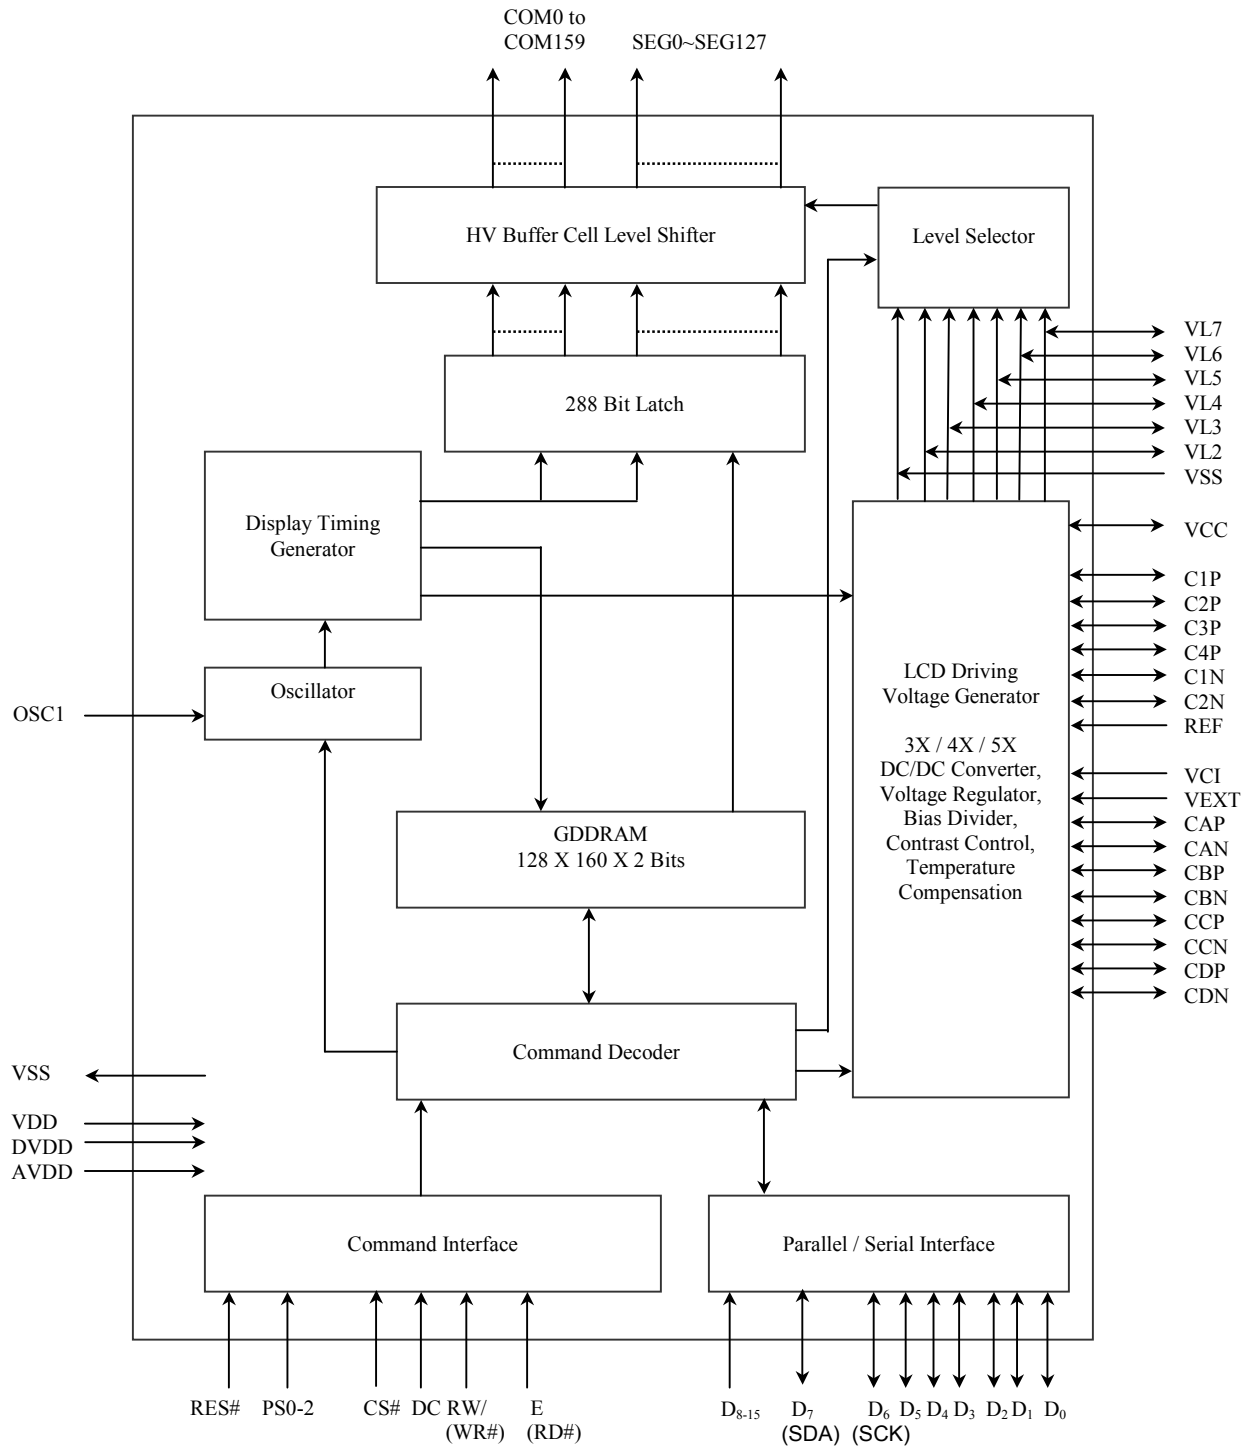 COM0 to
COM159
SEG0~SEG127
HV Buffer Cell Level Shifter
Level Selector
VL7
VL6
VL5
VL4
VL3
VL2
VSS
288 Bit Latch
Display Timing
Generator
VCC
C1P
C2P
C3P
C4P
C1N
C2N
REF
VCI
VEXT
CAP
CAN
CBP
CBN
CCP
CCN
CDP
CDN
LCD Driving
Voltage Generator
3X / 4X / 5X
DC/DC Converter,
Voltage Regulator,
Bias Divider,
Contrast Control,
Temperature
Compensation
Oscillator
OSC1
GDDRAM
128 X 160 X 2 Bits
Command Decoder
VSS
VDD
DVDD
AVDD
Command Interface
Parallel / Serial Interface
RES#
PS0-2
CS#
DC
RW/
(WR#)
E
(RD#)
D8-15
D7
(SDA)
D6
(SCK)
D5
D4
D3
D2
D1
D0